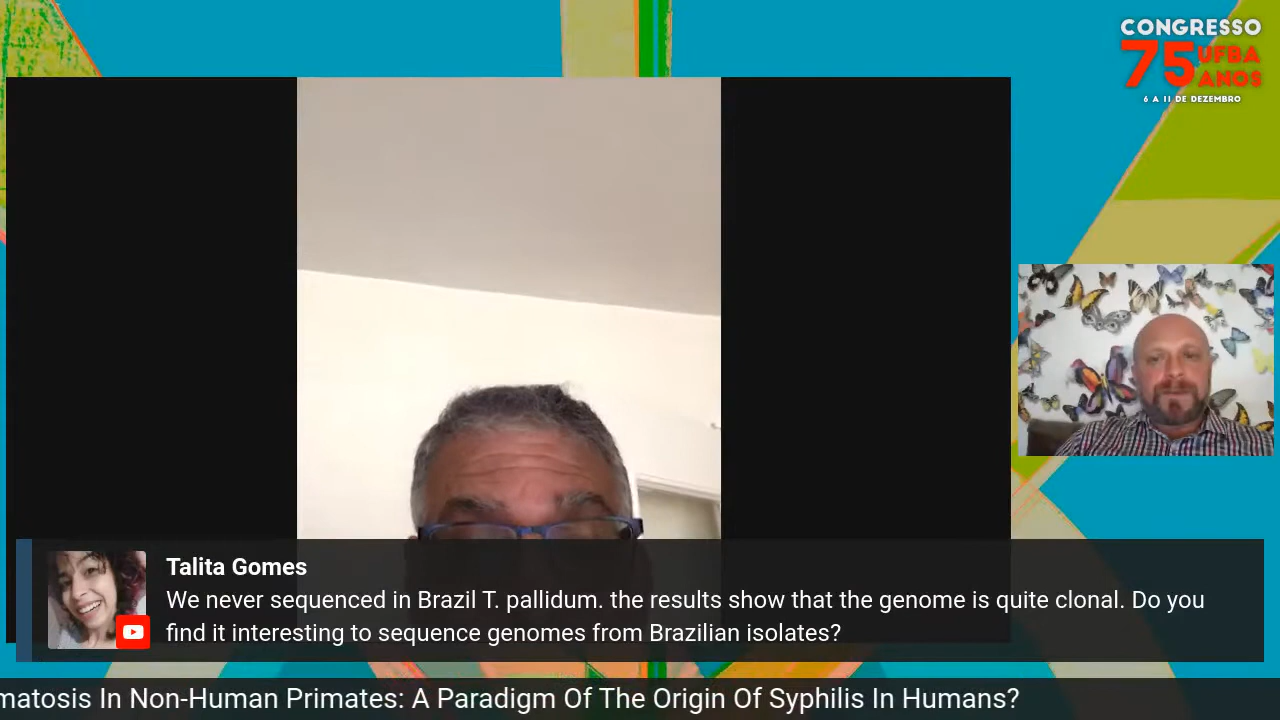 CONGRESSO
75 UFBA
ANOS
6 A 11 DE DEZEMBRO
Talita Gomes
We never sequenced in Brazil T. pallidum. the results show that the genome is quite clonal. Do you
find it interesting to sequence genomes from Brazilian isolates?
matosis In Non-Human Primates: A Paradigm Of The Origin Of Syphilis In Humans?